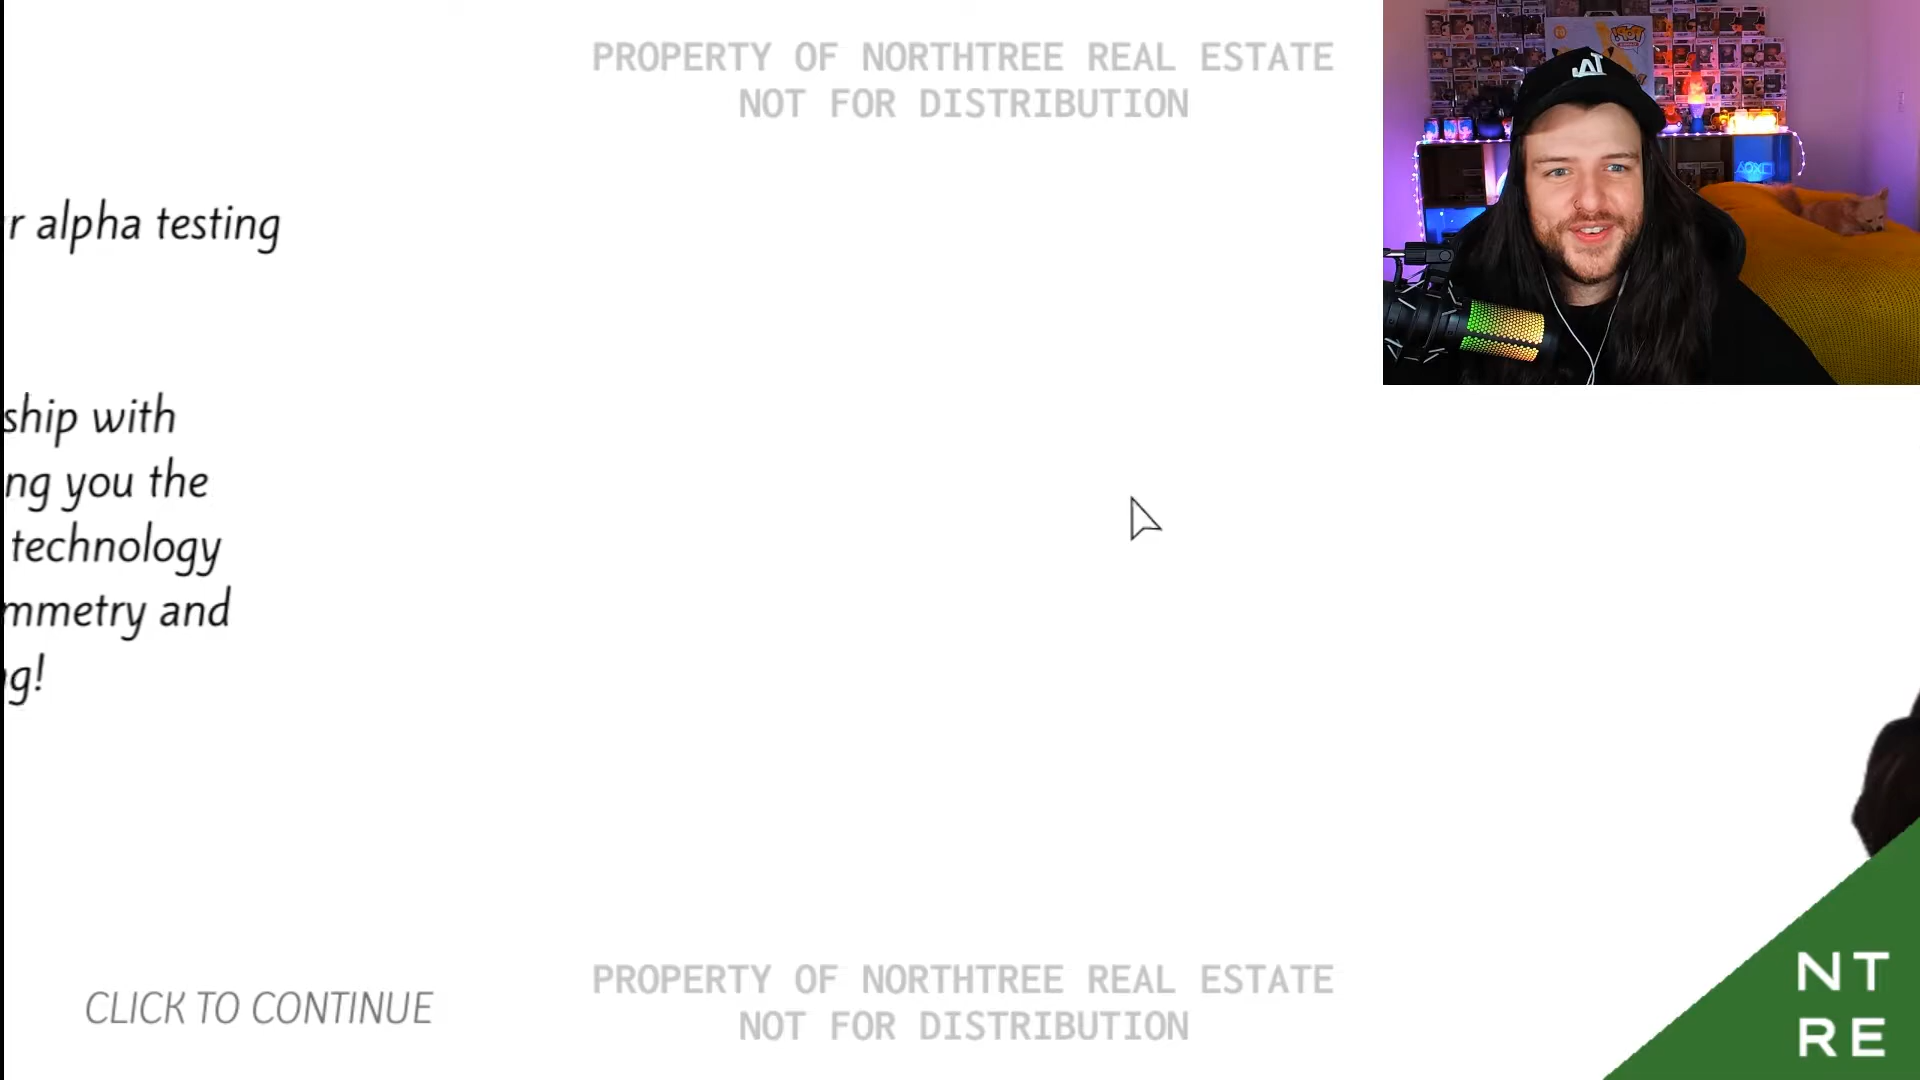 PROPERTY OF NORTHTREE REAL ESTATE
NOT FOR DISTRIBUTION
r alpha testing
ship with
ng you the
technology
mmetry and
g!
CLICK TO CONTINUE
PROPERTY OF NORTHTREE REAL ESTATE
NOT FOR DISTRIBUTION
NT
RE